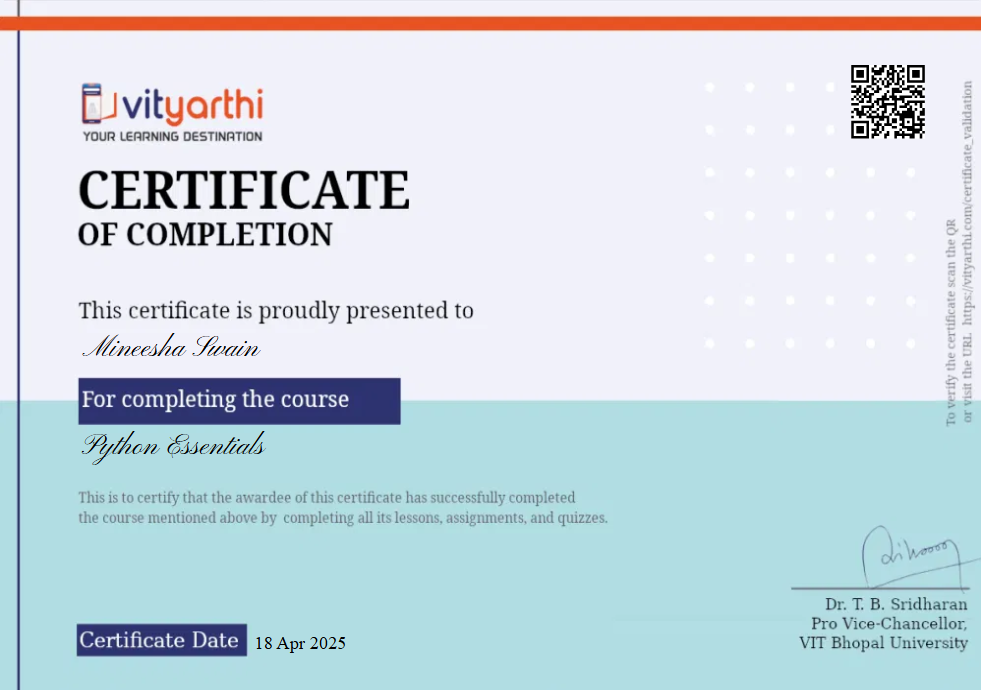 vityarthi
YOUR LEARNING DESTINATION
CERTIFICATE
OF COMPLETION
This certificate is proudly presented to
Mineesha Swain
For completing the course
Python Essentials
This is to certify that the awardee of this certificate has successfully completed
the course mentioned above by completing all its lessons, assignments, and quizzes.
Certificate Date 18 Apr 2025
Dr. T. B. Sridharan
Pro Vice-Chancellor,
VIT Bhopal University
To verify the certificate scan the QR
or visit the URL https://vityarthi.com/certificate_validation